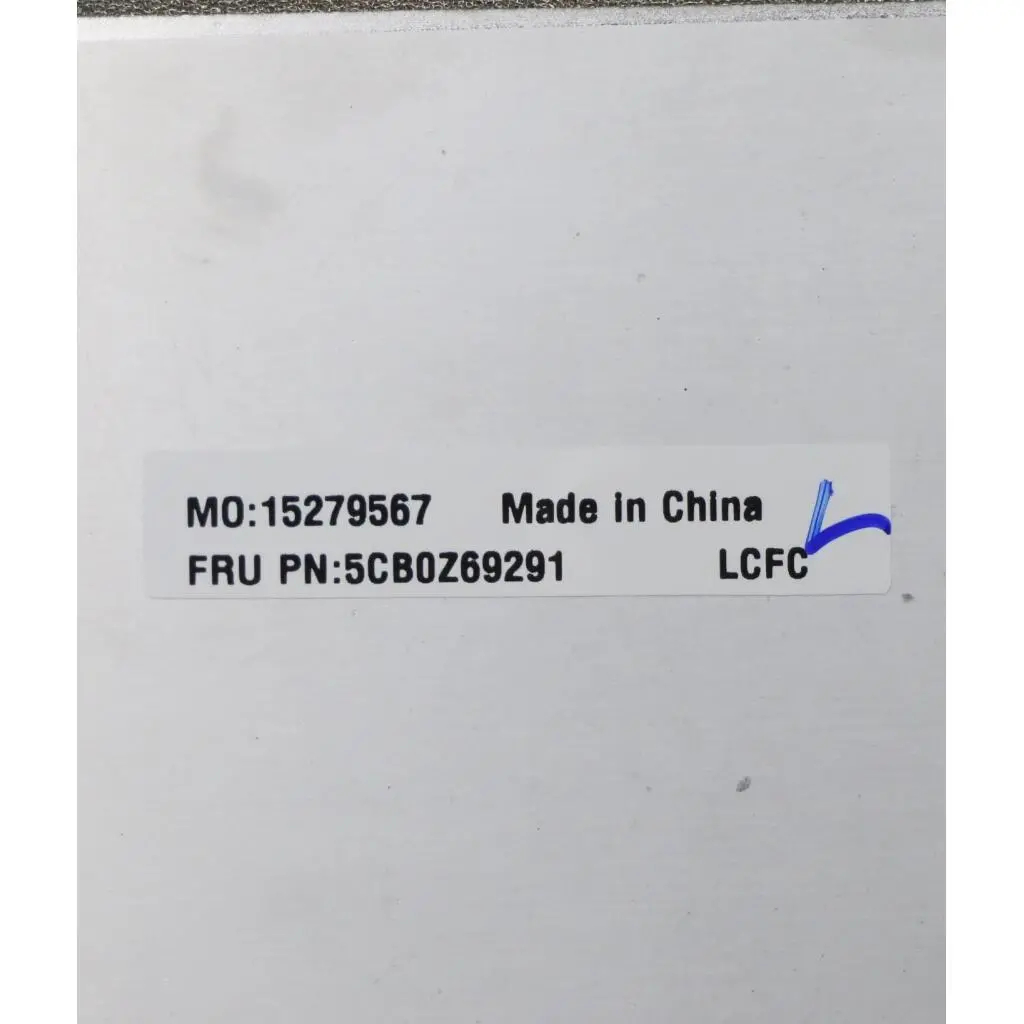 MO:15279567 Made in China
FRU PN:5CB0Z69291 LCFC